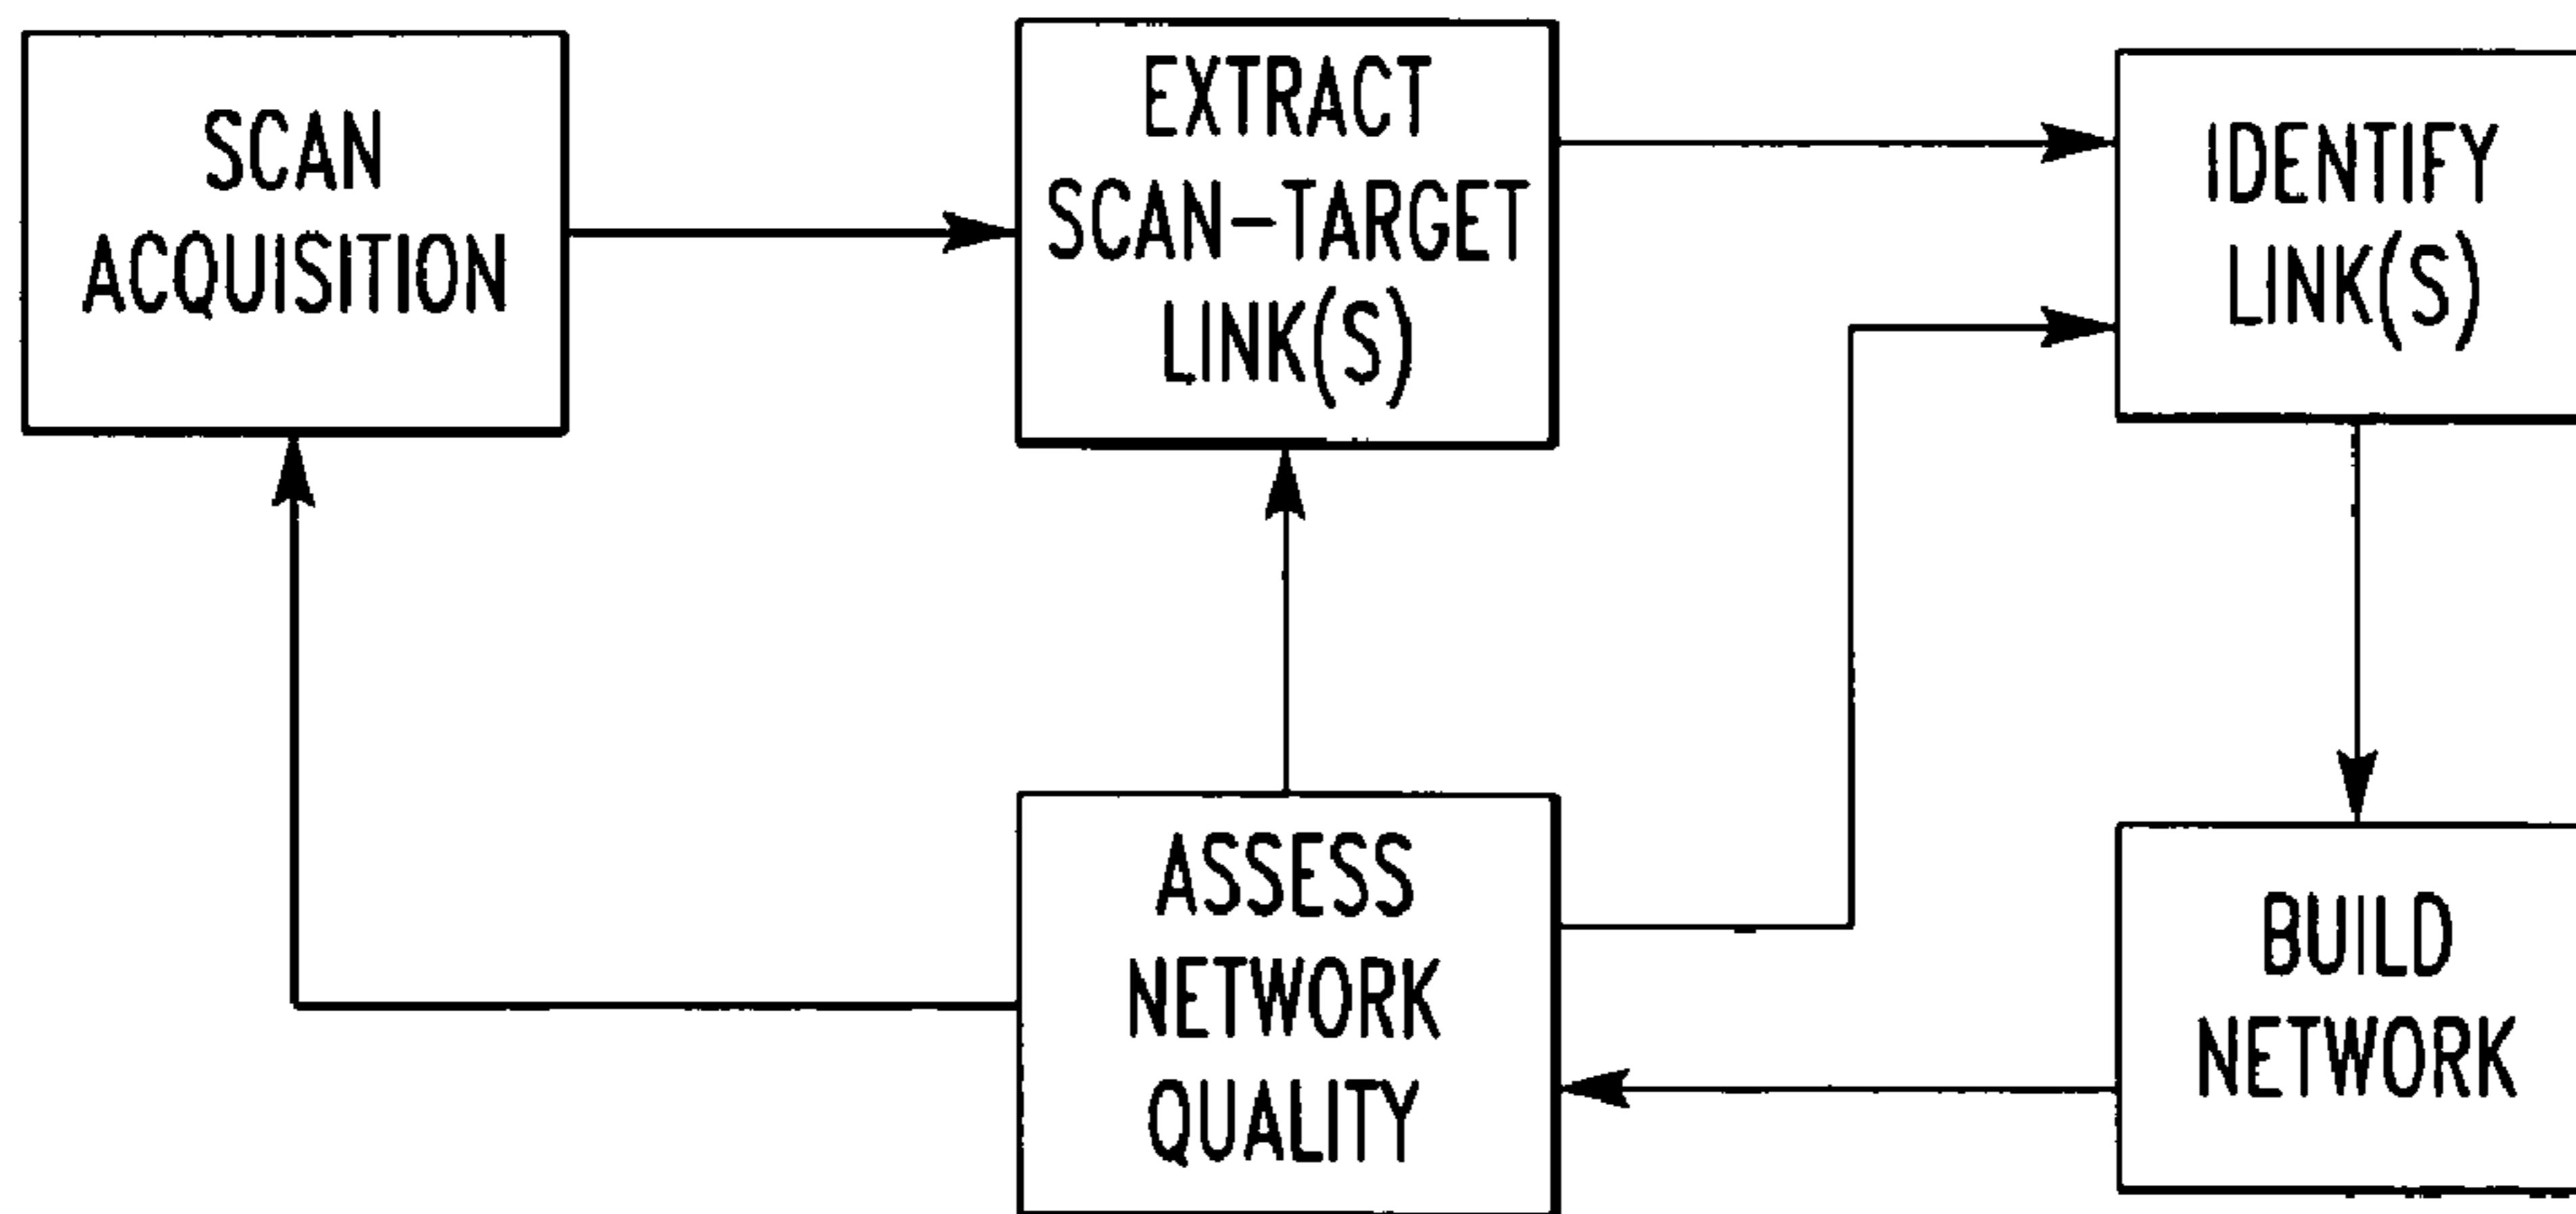 SCAN
ACQUISITION
EXTRACT
SCAN-TARGET
LINK(S)
IDENTIFY
LINK(S)
ASSESS
NETWORK
QUALITY
BUILD
NETWORK